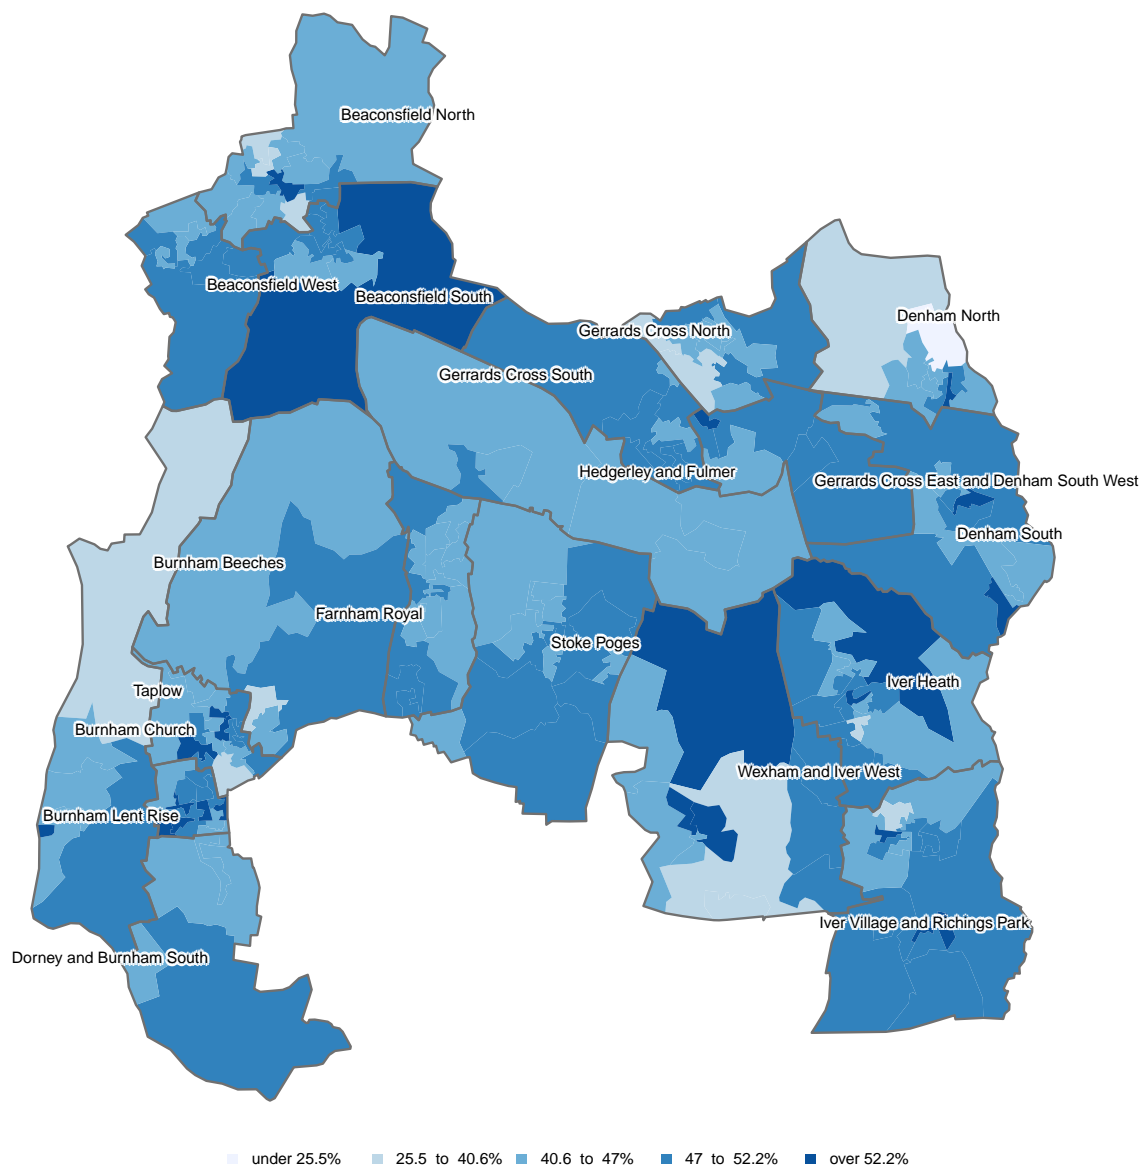 Beaconsfield North
Beaconsfield West
Beaconsfield South
Denham North
Gerrards Cross North
Gerrards Cross South
Hedgerley and Fulmer
Gerrards Cross East and Denham South West
Denham South
Burnham Beeches
Farnham Royal
Stoke Poges
Iver Heath
Taplow
Burnham Church
Wexham and Iver West
Burnham Lent Rise
Iver Village and Richings Park
Dorney and Burnham South
under 25.5% 25.5 to 40.6% 40.6 to 47% 47 to 52.2% over 52.2%